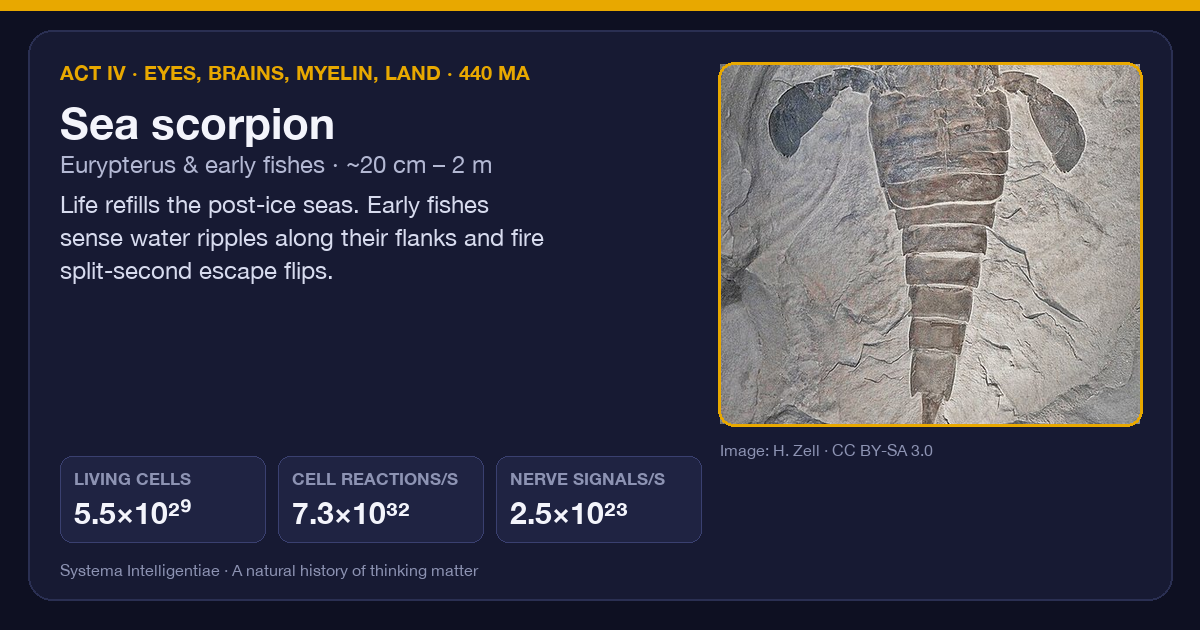 ACT IV · EYES, BRAINS, MYELIN, LAND · 440 MA
Sea scorpion
Eurypterus & early fishes · ~20 cm – 2 m
Life refills the post-ice seas. Early fishes
sense water ripples along their flanks and fire
split-second escape flips.
Image: H. Zell · CC BY-SA 3.0
LIVING CELLS
5.5×10²⁹
CELL REACTIONS/S
7.3×10³²
NERVE SIGNALS/S
2.5×10²³
Systema Intelligentiae · A natural history of thinking matter